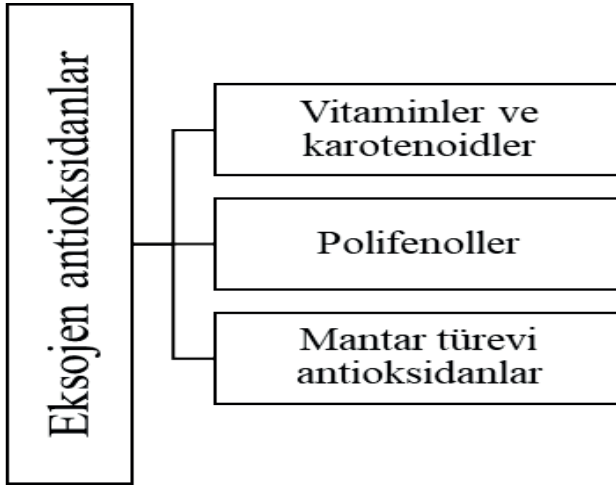 Eksojen antioksidanlar
Vitaminler ve
karotenoidler
Polifenoller
Mantar türevi
antioksidanlar